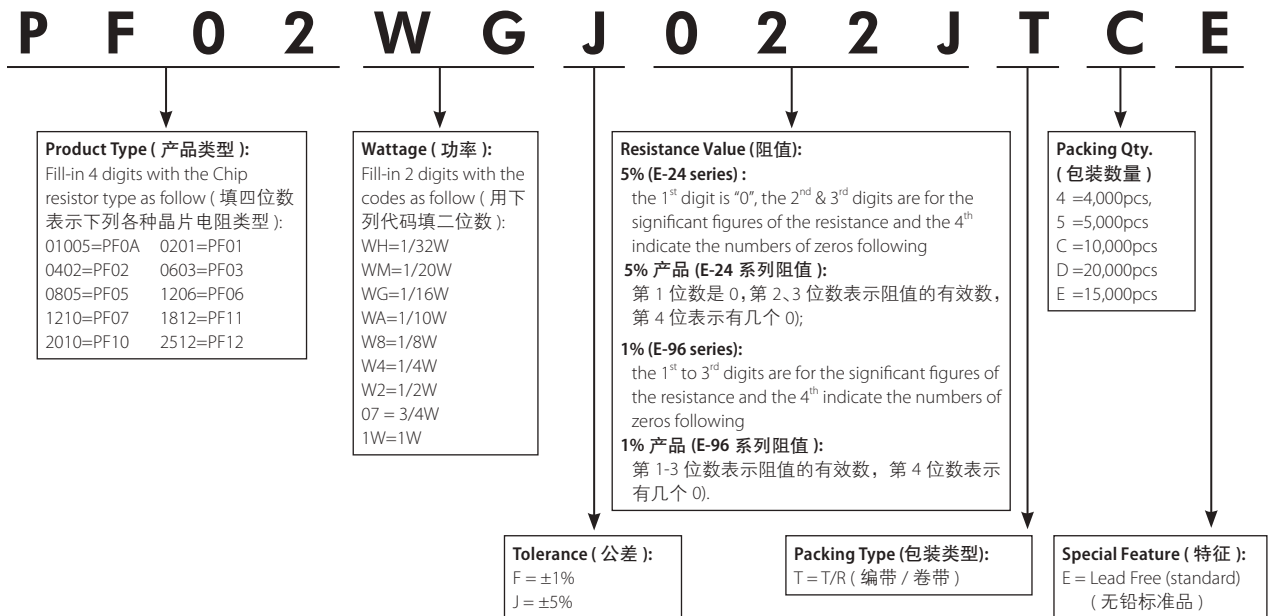 P F 0 2 W G J 0 2 2 J T C E
Product Type ( 产品类型 ):
Fill-in 4 digits with the Chip
resistor type as follow ( 填四位数
表示下列各种晶片电阻类型 ):
01005=PF0A 0201=PF01
0402=PF02 0603=PF03
0805=PF05 1206=PF06
1210=PF07 1812=PF11
2010=PF10 2512=PF12
Wattage ( 功率 ):
Fill-in 2 digits with the
codes as follow ( 用下
列代码填二位数 ):
WH=1/32W
WM=1/20W
WG=1/16W
WA=1/10W
W8=1/8W
W4=1/4W
W2=1/2W
07 = 3/4W
1W=1W
Resistance Value (阻值):
5% (E-24 series) :
the 1st digit is “0”, the 2nd & 3rd digits are for the
significant figures of the resistance and the 4th
indicate the numbers of zeros following
5% 产品 (E-24 系列阻值 ):
第 1 位数是 0，第 2、3 位数表示阻值的有效数，
第 4 位表示有几个 0);
1% (E-96 series):
the 1st to 3rd digits are for the significant figures of
the resistance and the 4th indicate the numbers of
zeros following
1% 产品 (E-96 系列阻值 ):
第 1-3 位数表示阻值的有效数，第 4 位数表示
有几个 0).
Packing Qty.
( 包装数量 )
4 =4,000pcs,
5 =5,000pcs
C =10,000pcs
D =20,000pcs
E =15,000pcs
Tolerance ( 公差 ):
F = ±1%
J = ±5%
Packing Type (包装类型):
T = T/R ( 编带 / 卷带 )
Special Feature ( 特征 ):
E = Lead Free (standard)
( 无铅标准品 )